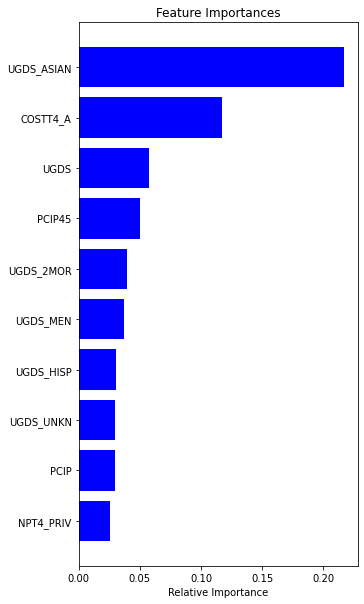 Feature Importances
UGDS_ASIAN
COSTT4_A
UGDS
PCIP45
UGDS_2MOR
UGDS_MEN
UGDS_HISP
UGDS_UNKN
PCIP
NPT4_PRIV
0.00 0.05 0.10 0.15 0.20
Relative Importance